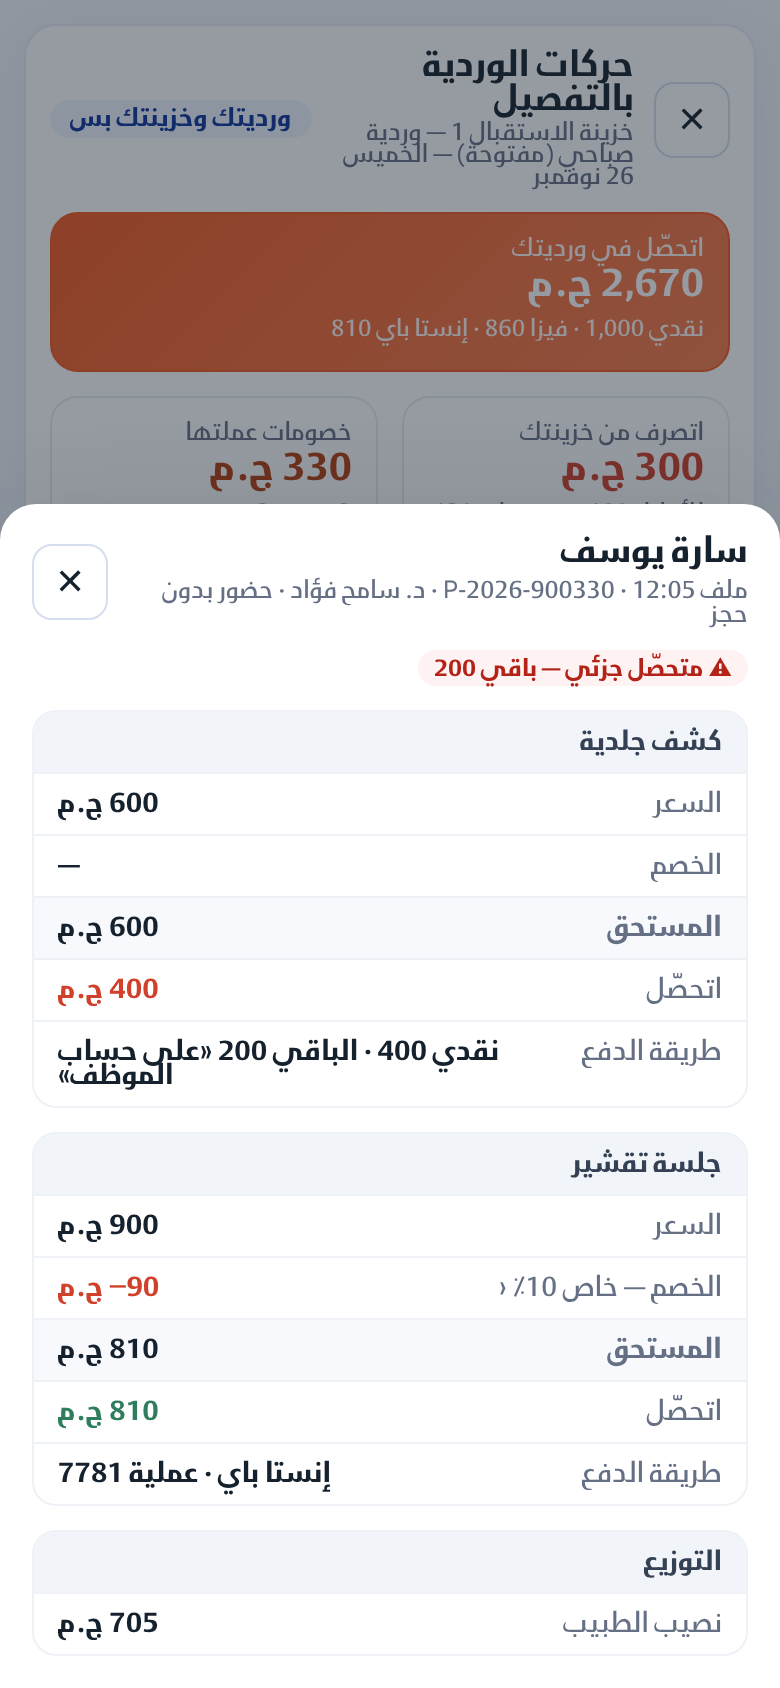 حركات الوردية
بالتفصيل
خزينة الاستقبال 1 — وردية
صباحي (مفتوحة) — الخميس
26 نوفمبر
ورديتك وخزينتك بس
اتحصّل في ورديتك
2,670 ج.م
نقدي 1,000 · فيزا 860 · إنستا باي 810
اتصرف من خزينتك
300 ج.م
خصومات عملتها
330 ج.م
سارة يوسف
ملف P-2026-900330 · 12:05 · د. سامح فؤاد · حضور بدون
حجز
⚠ متحصّل جزئي — باقي 200
كشف جلدية
السعر 600 ج.م
الخصم —
المستحق 600 ج.م
اتحصّل 400 ج.م
طريقة الدفع نقدي 400 · الباقي 200 «على حساب
الموظف»
جلسة تقشير
السعر 900 ج.م
الخصم — خاص 10٪ ‹ −90 ج.م
المستحق 810 ج.م
اتحصّل 810 ج.م
طريقة الدفع إنستا باي · عملية 7781
التوزيع
نصيب الطبيب 705 ج.م